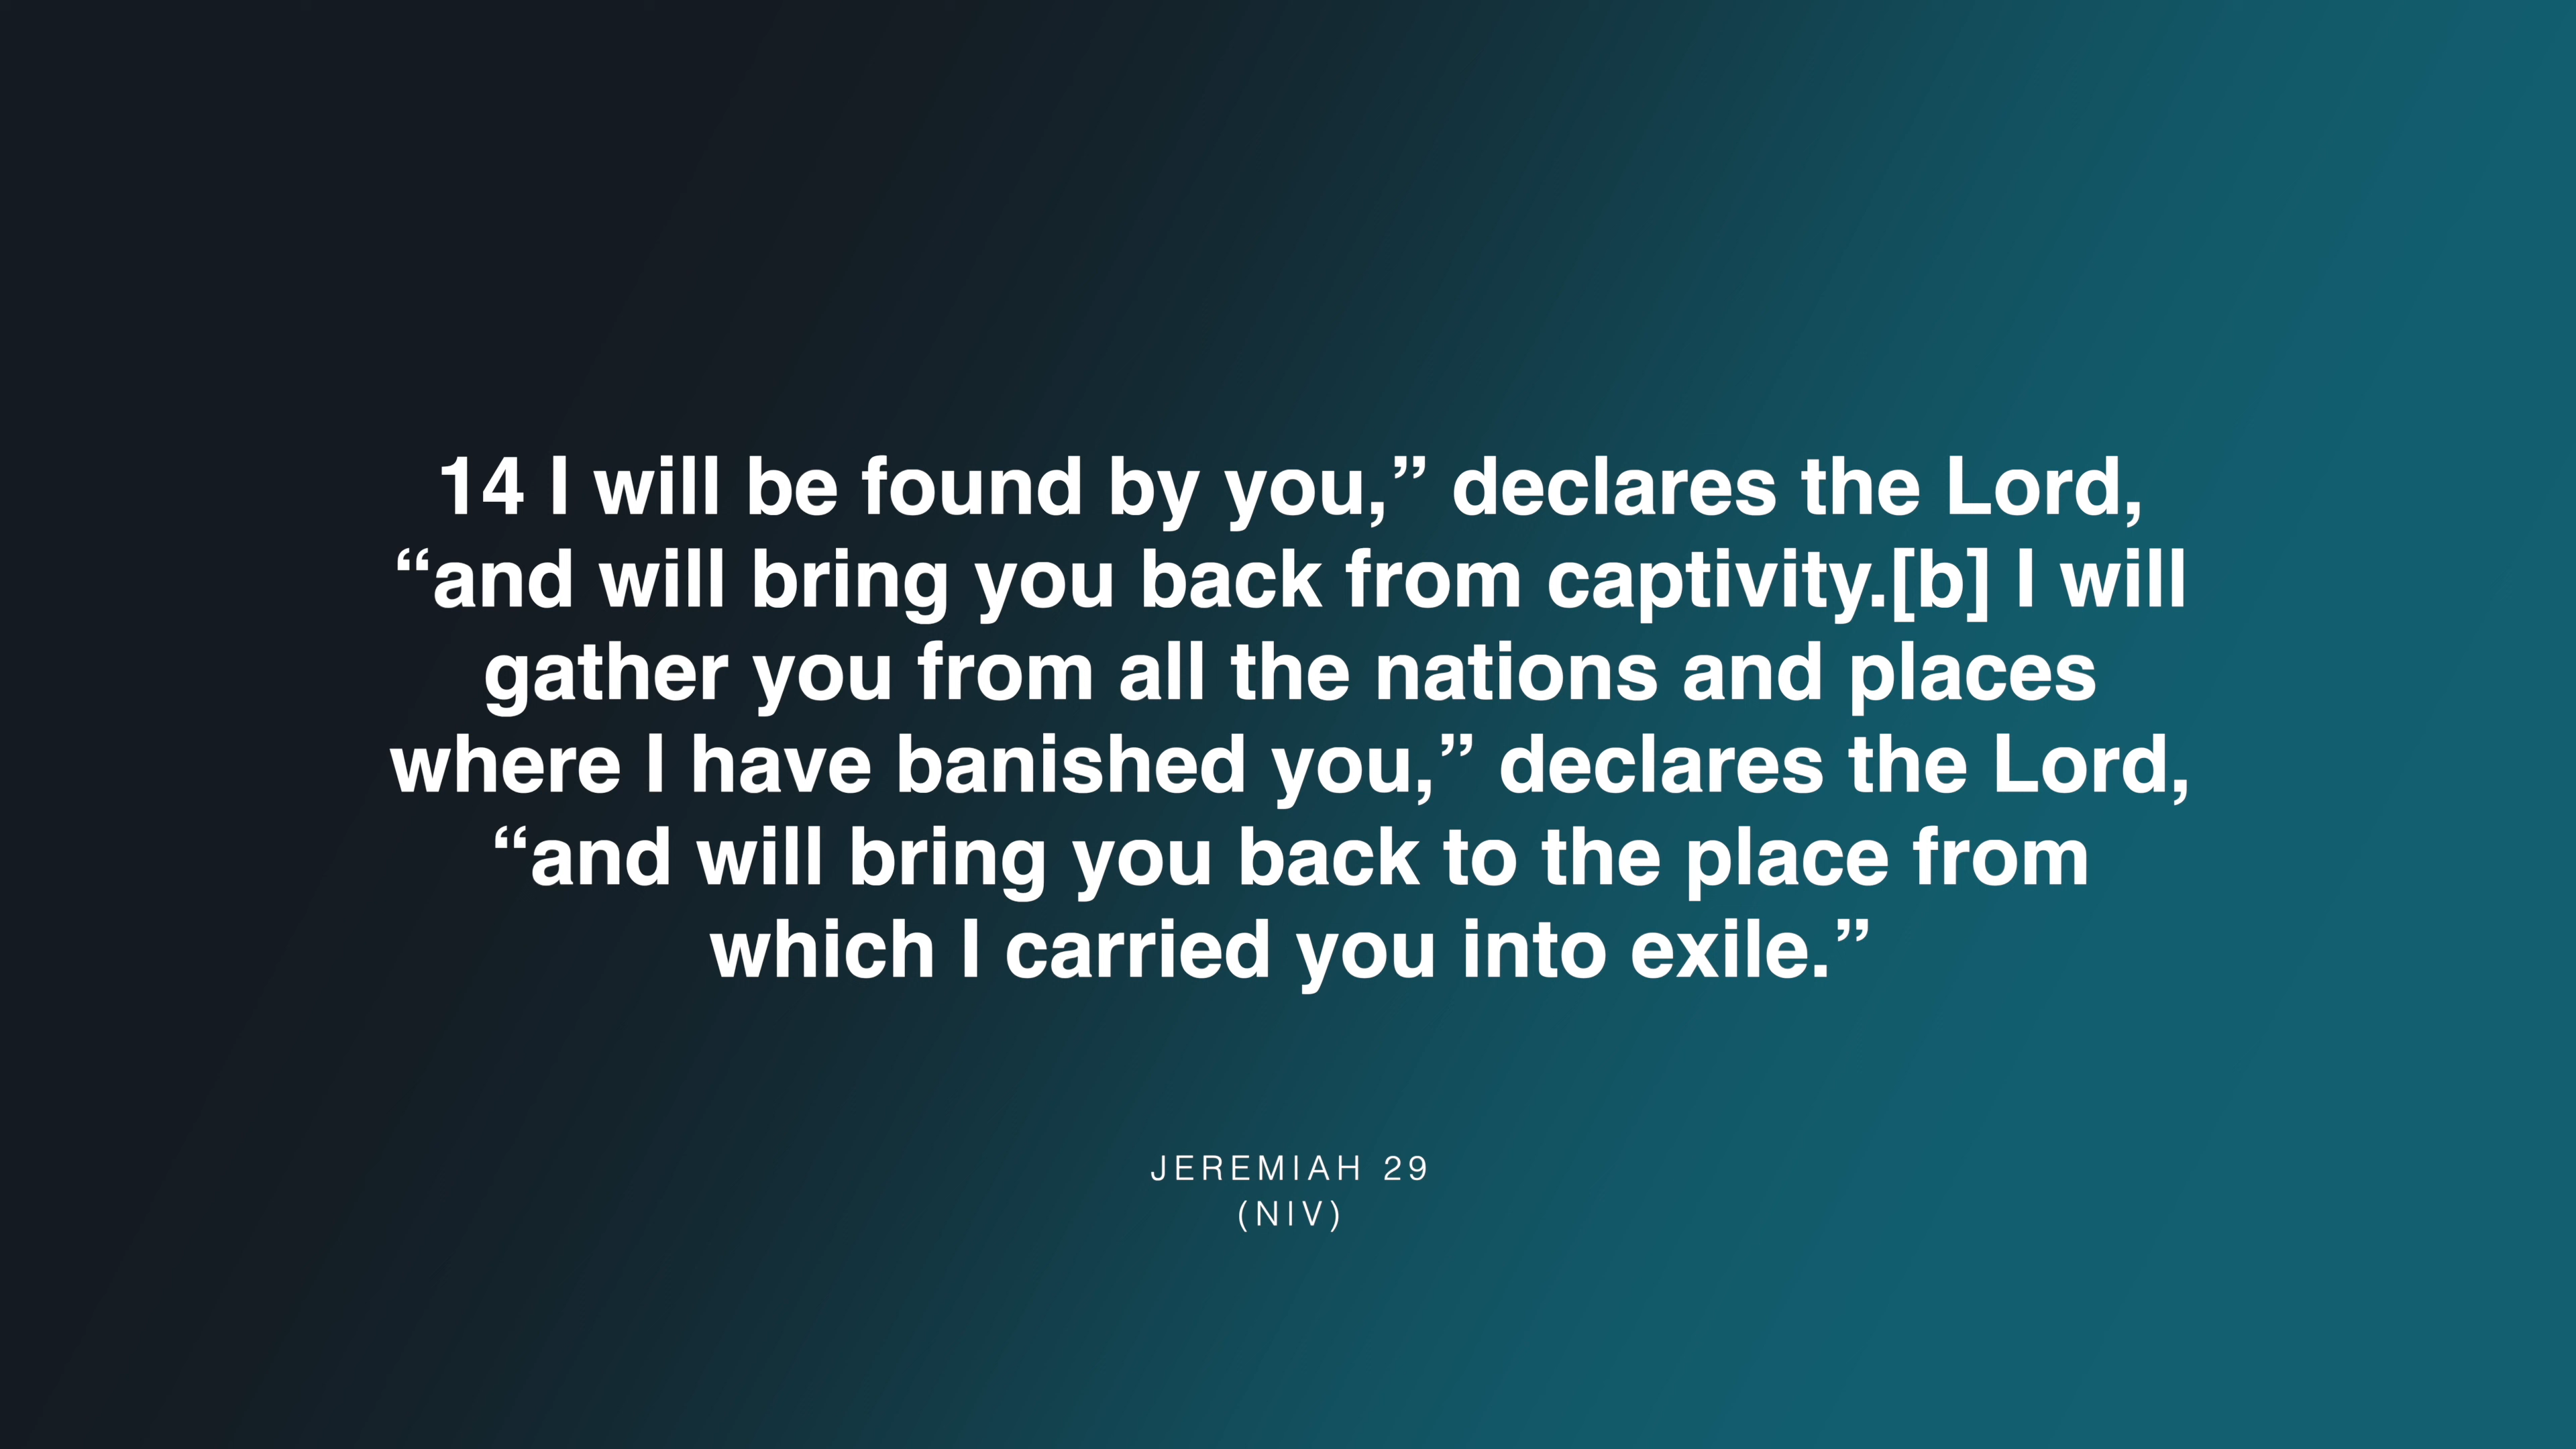 14 I will be found by you,” declares the Lord,
“and will bring you back from captivity.[b] I will
gather you from all the nations and places
where I have banished you,” declares the Lord,
“and will bring you back to the place from
which I carried you into exile.”
JEREMIAH 29
(NIV)